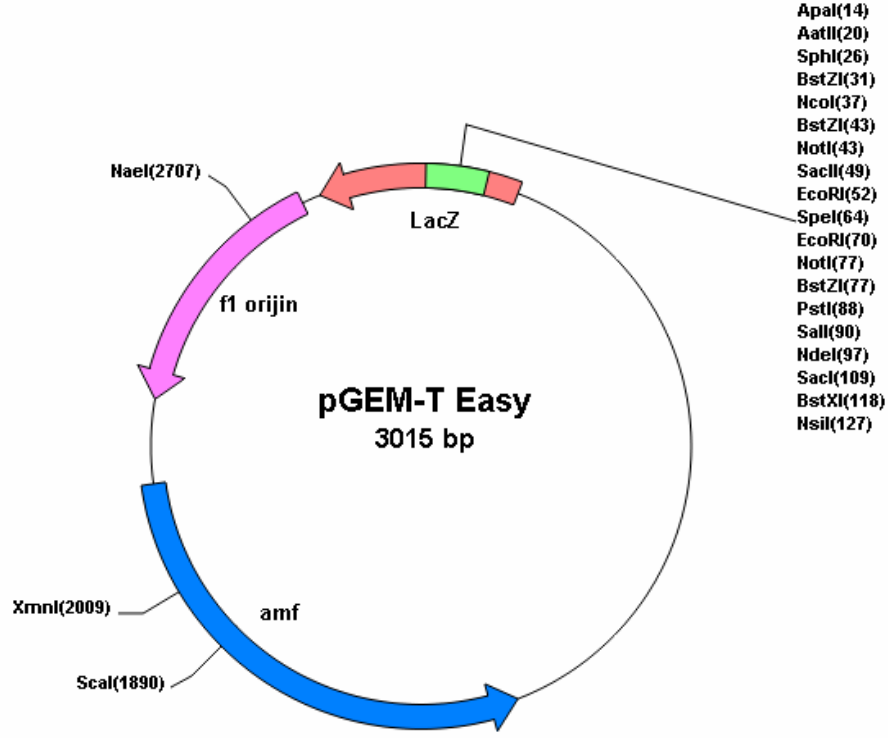 ApaI(14)
AatII(20)
SphI(26)
BstZI(31)
NcoI(37)
BstZI(43)
NotI(43)
SacII(49)
EcoRI(52)
SpeI(64)
EcoRI(70)
NotI(77)
BstZI(77)
PstI(88)
SalI(90)
NdeI(97)
SacI(109)
BstXI(118)
NsiI(127)
NaeI(2707)
LacZ
f1 orijin
pGEM-T Easy
3015 bp
XmnI(2009)
amf
ScaI(1890)